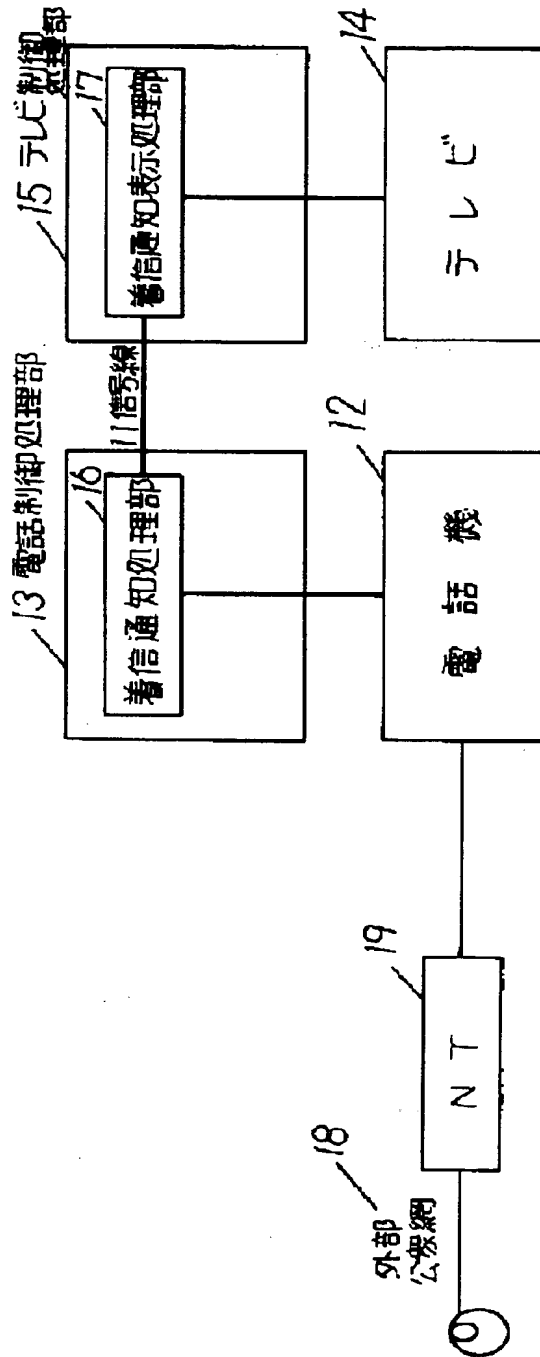 13 電話制御処理部
16
着信通知処理部
11信号線
15 テレビ制御
処理部
17
着信通知表示処理部
18
外部
公衆網
19
NT
12
電話機
14
テレビ